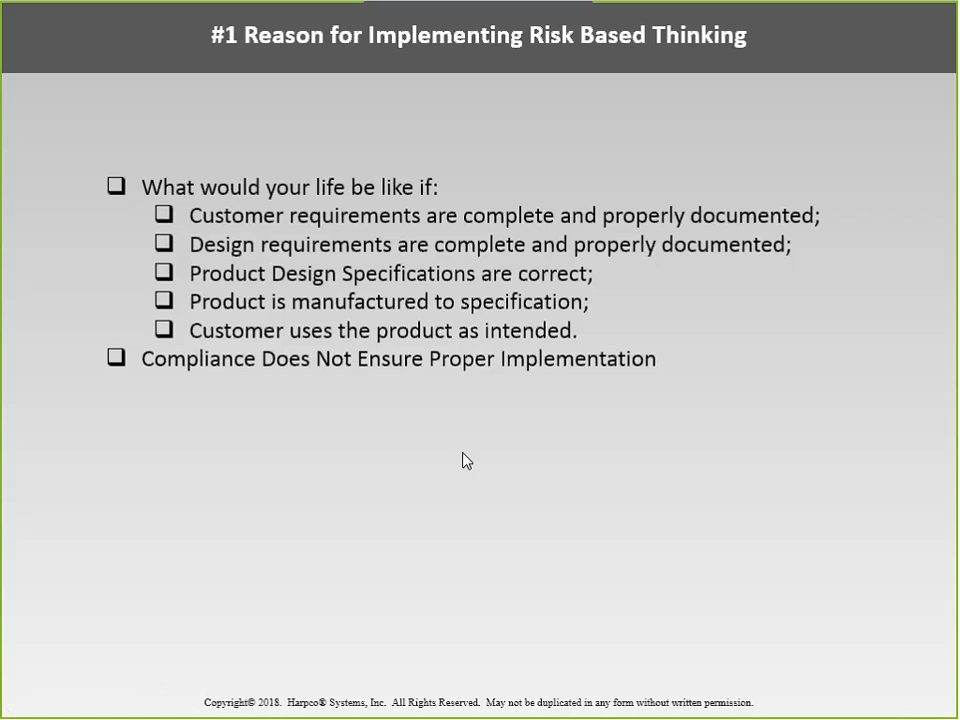 #1 Reason for Implementing Risk Based Thinking
What would your life be like if:
Customer requirements are complete and properly documented;
Design requirements are complete and properly documented;
Product Design Specifications are correct;
Product is manufactured to specification;
Customer uses the product as intended.
Compliance Does Not Ensure Proper Implementation
Copyright© 2018. Harpco® Systems, Inc. All Rights Reserved. May not be duplicated in any form without written permission.